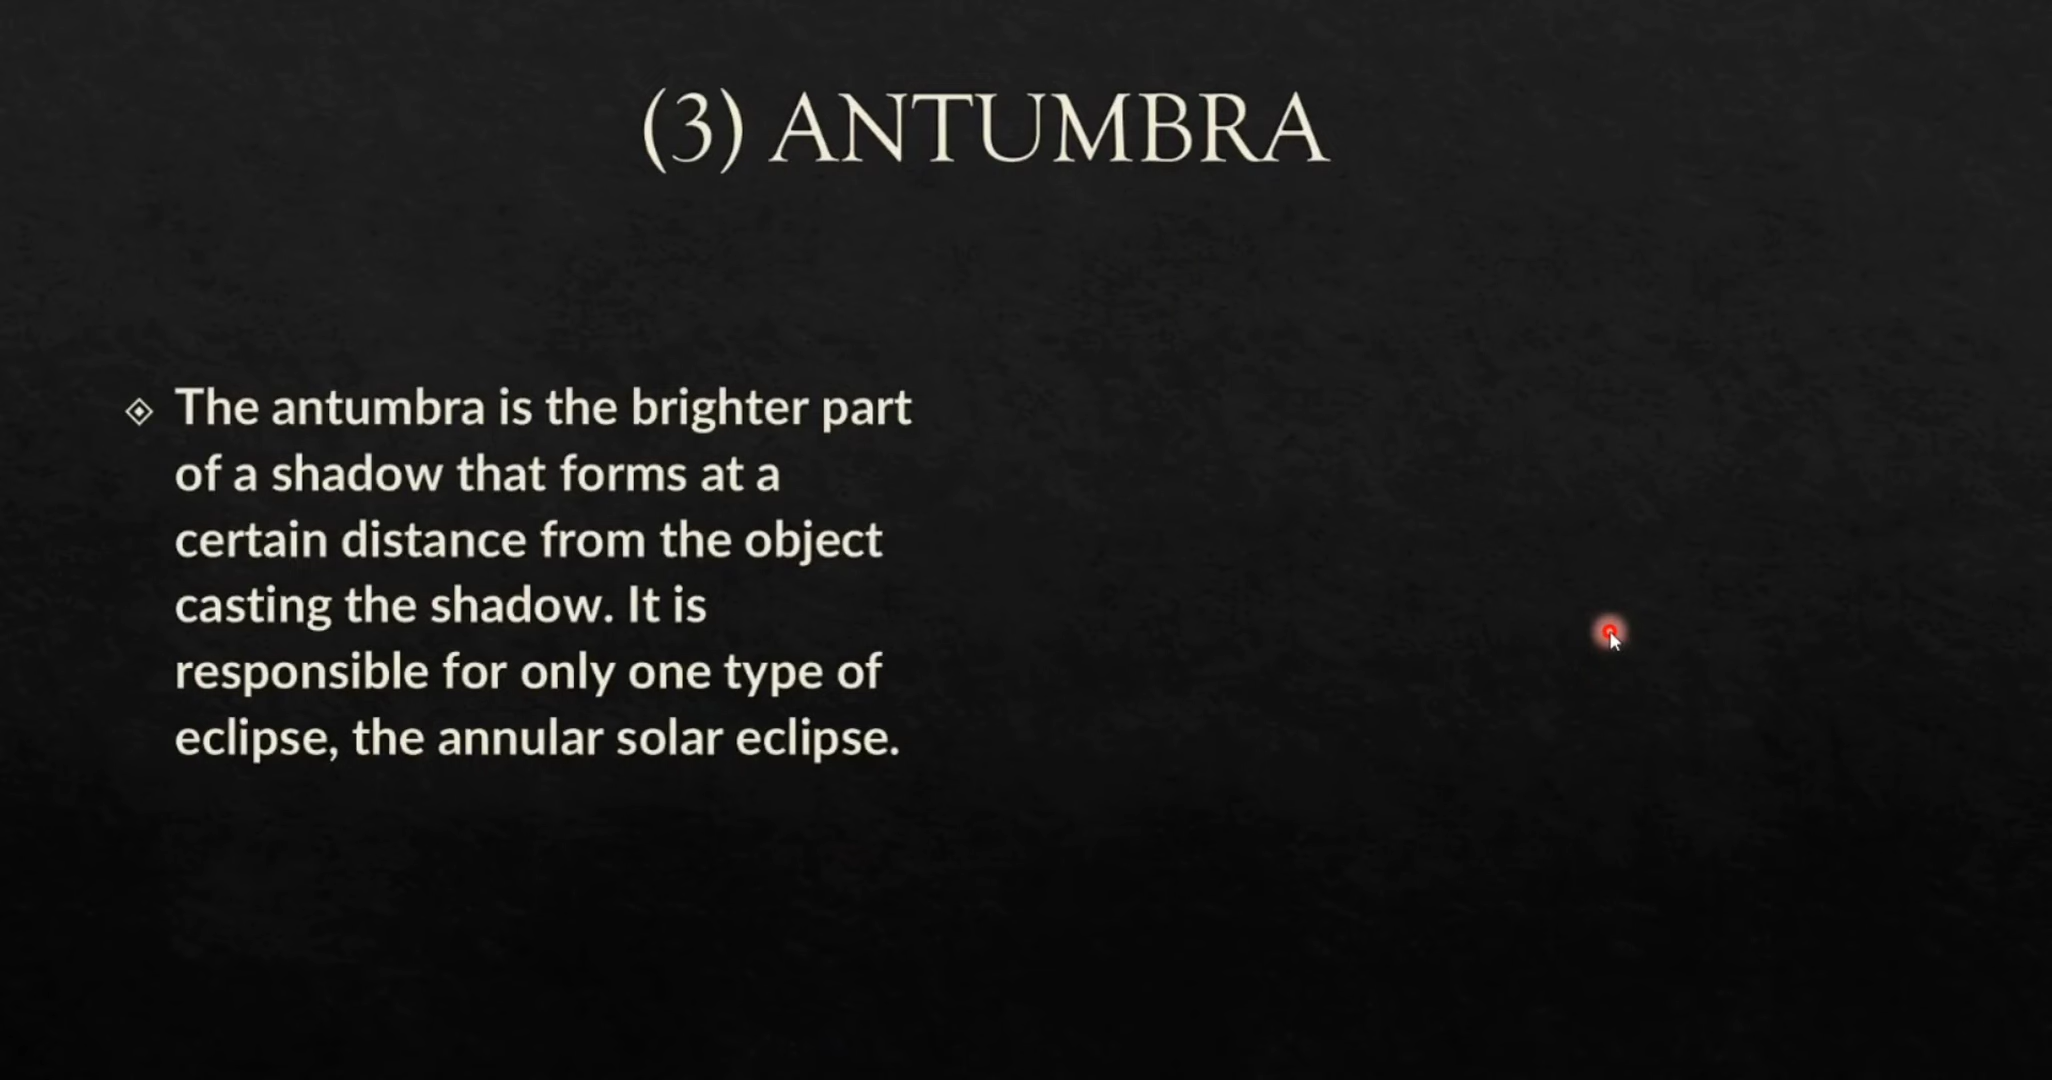 (3) ANTUMBRA
The antumbra is the brighter part
of a shadow that forms at a
certain distance from the object
casting the shadow. It is
responsible for only one type of
eclipse, the annular solar eclipse.